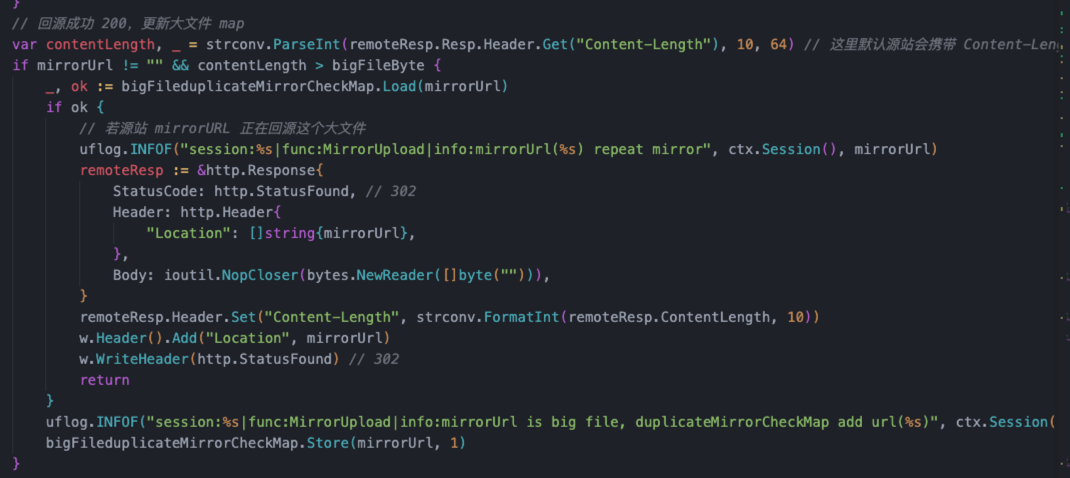 }
// 回源成功 200，更新大文件 map
var contentLength, _ = strconv.ParseInt(remoteResp.Resp.Header.Get("Content-Length"), 10, 64) // 这里默认源站会携带 Content-Len
if mirrorUrl != "" && contentLength > bigFileByte {
    _, ok := bigFileduplicateMirrorCheckMap.Load(mirrorUrl)
    if ok {
        // 若源站 mirrorURL 正在回源这个大文件
        uflog.INFOF("session:%s|func:MirrorUpload|info:mirrorUrl(%s) repeat mirror", ctx.Session(), mirrorUrl)
        remoteResp := &http.Response{
            StatusCode: http.StatusFound, // 302
            Header: http.Header{
                "Location": []string{mirrorUrl},
            },
            Body: ioutil.NopCloser(bytes.NewReader([]byte(""))),
        }
        remoteResp.Header.Set("Content-Length", strconv.FormatInt(remoteResp.ContentLength, 10))
        w.Header().Add("Location", mirrorUrl)
        w.WriteHeader(http.StatusFound) // 302
        return
    }
    uflog.INFOF("session:%s|func:MirrorUpload|info:mirrorUrl is big file, duplicateMirrorCheckMap add url(%s)", ctx.Session(
    bigFileduplicateMirrorCheckMap.Store(mirrorUrl, 1)
}